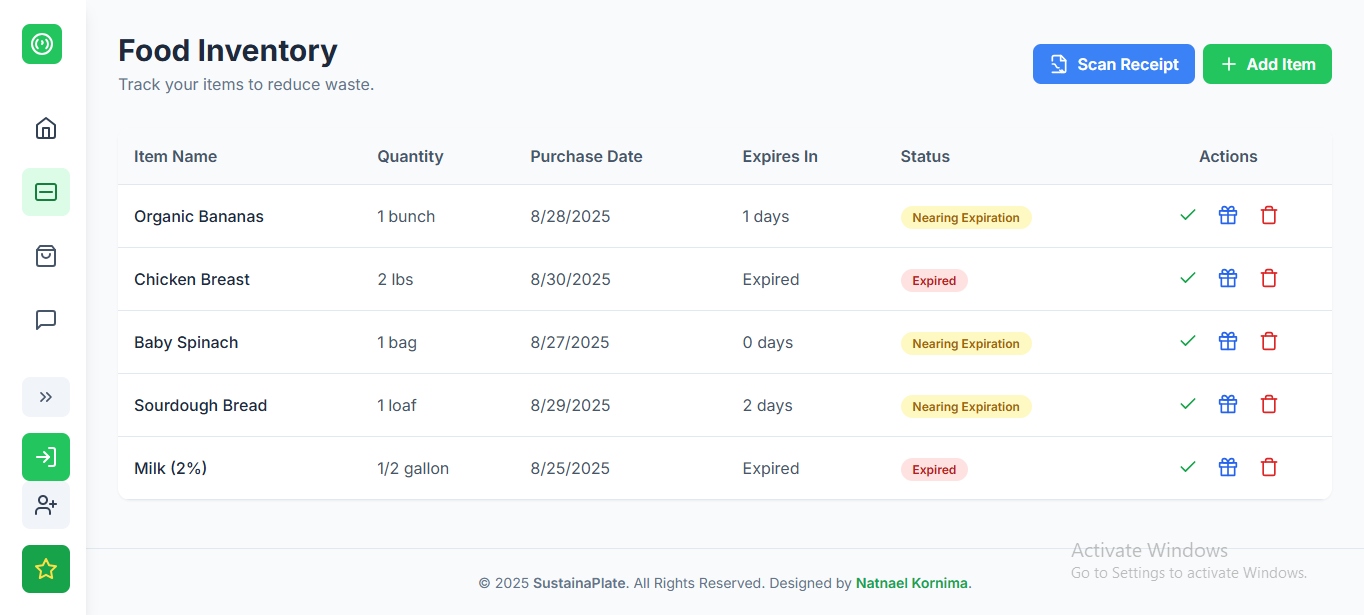 Food Inventory
Track your items to reduce waste.
Scan Receipt
Add Item
Item Name Quantity Purchase Date Expires In Status Actions
Organic Bananas 1 bunch 8/28/2025 1 days Nearing Expiration
Chicken Breast 2 lbs 8/30/2025 Expired Expired
Baby Spinach 1 bag 8/27/2025 0 days Nearing Expiration
Sourdough Bread 1 loaf 8/29/2025 2 days Nearing Expiration
Milk (2%) 1/2 gallon 8/25/2025 Expired Expired
Activate Windows
Go to Settings to activate Windows.
© 2025 SustainaPlate. All Rights Reserved. Designed by Natnael Kornima.